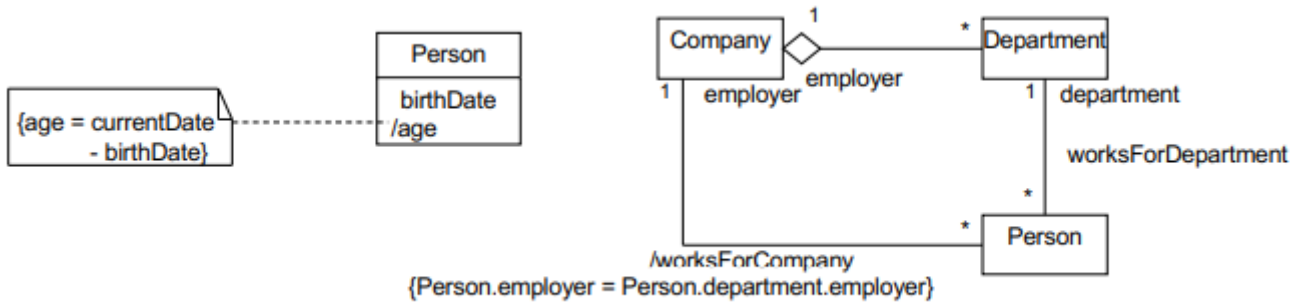 Person
birthDate
/age
{age = currentDate
- birthDate}
Company
1
*
Department
employer
1
employer
1
department
worksForDepartment
*
*
Person
/worksForCompany
{Person.employer = Person.department.employer}